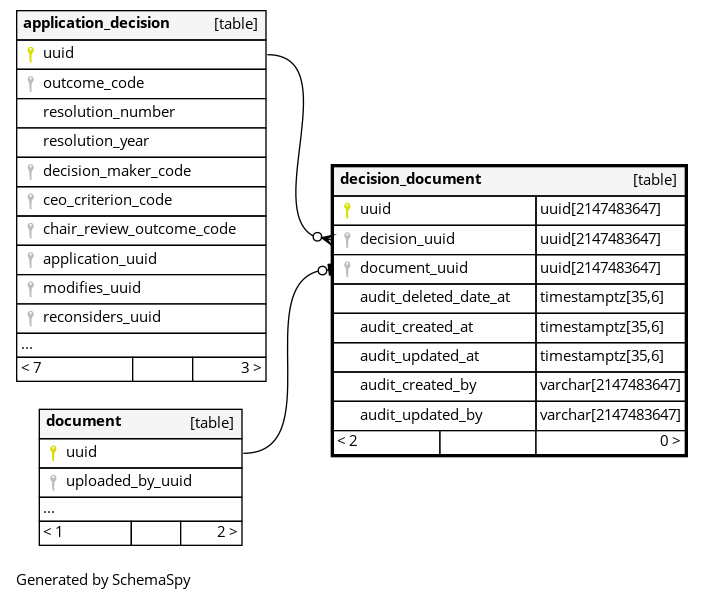 application_decision [table]
uuid
outcome_code
resolution_number
resolution_year
decision_maker_code
ceo_criterion_code
chair_review_outcome_code
application_uuid
modifies_uuid
reconsiders_uuid
...
< 7 3 >
decision_document [table]
uuid uuid[2147483647]
decision_uuid uuid[2147483647]
document_uuid uuid[2147483647]
audit_deleted_date_at timestamptz[35,6]
audit_created_at timestamptz[35,6]
audit_updated_at timestamptz[35,6]
audit_created_by varchar[2147483647]
audit_updated_by varchar[2147483647]
< 2 0 >
document [table]
uuid
uploaded_by_uuid
...
< 1 2 >
Generated by SchemaSpy